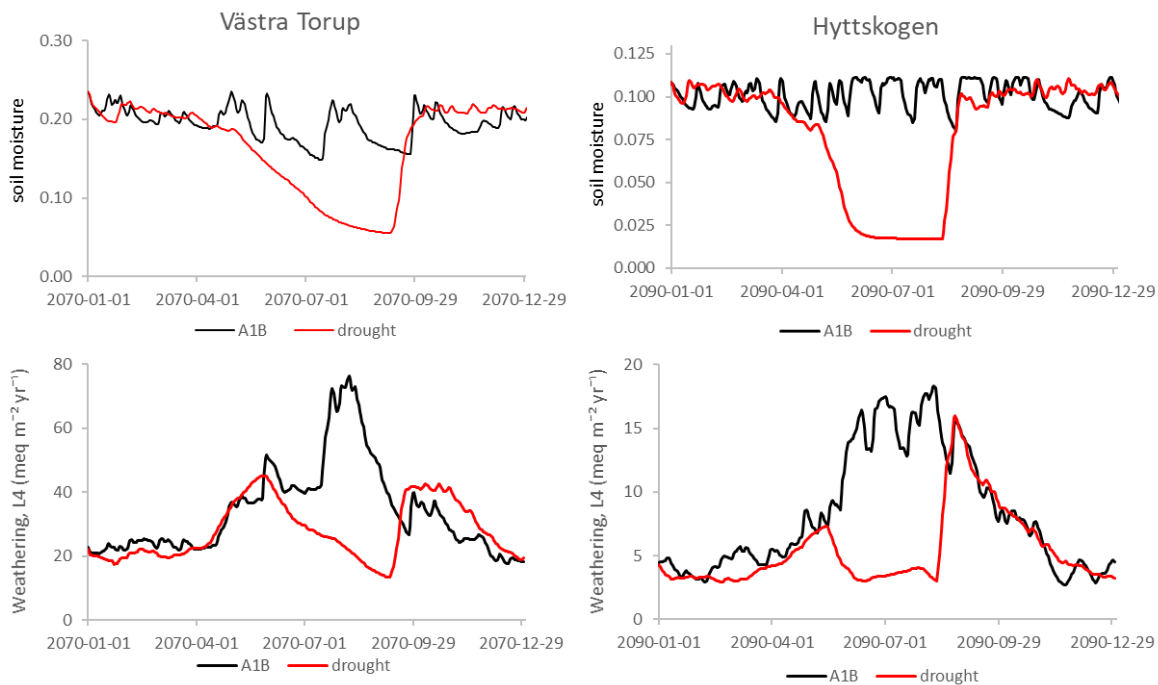 Västra Torup
0.30
0.20
0.10
0.00
soil moisture
2070-01-01 2070-04-01 2070-07-01 2070-09-29 2070-12-29
A1B drought
Hyttskogen
0.125
0.100
0.075
0.050
0.025
0.000
soil moisture
2090-01-01 2090-04-01 2090-07-01 2090-09-29 2090-12-29
A1B drought
80
60
40
20
0
Weathering, L4 (meq m⁻² yr⁻¹)
2070-01-01 2070-04-01 2070-07-01 2070-09-29 2070-12-29
A1B drought
20
15
10
5
0
Weathering, L4 (meq m⁻² yr⁻¹)
2090-01-01 2090-04-01 2090-07-01 2090-09-29 2090-12-29
A1B drought